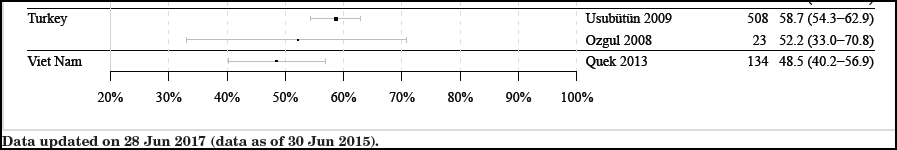 Turkey Usubütün 2009 508 58.7 (54.3–62.9)
Ozgul 2008 23 52.2 (33.0–70.8)
Viet Nam Quek 2013 134 48.5 (40.2–56.9)
20% 30% 40% 50% 60% 70% 80% 90% 100%
Data updated on 28 Jun 2017 (data as of 30 Jun 2015).